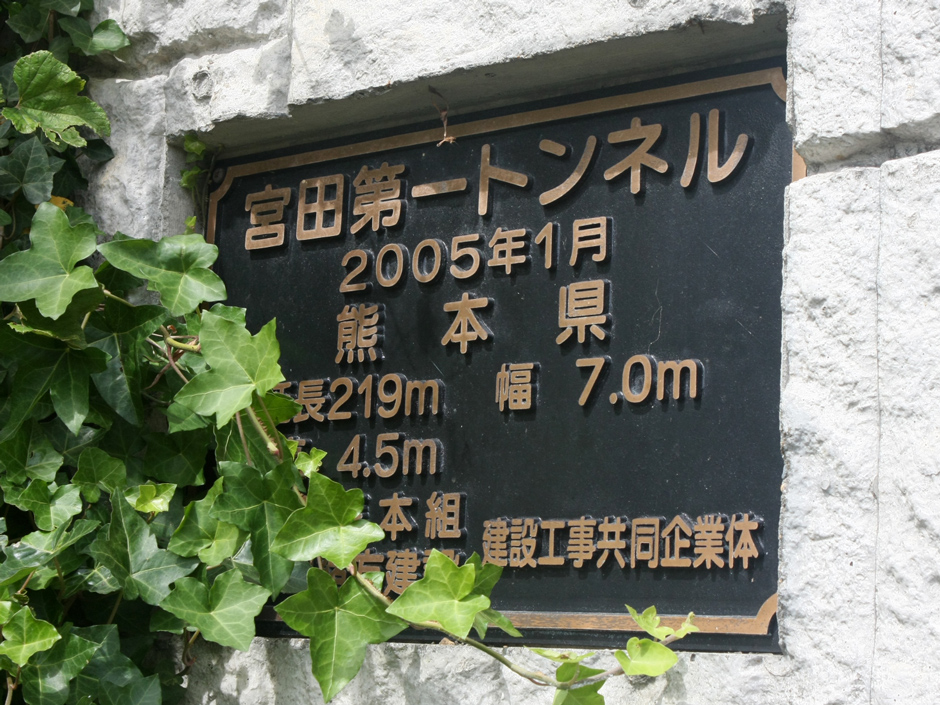 宮田第一トンネル
2005年1月
熊本県
延長219m 幅 7.0m
4.5m
本組
建設工事共同企業体